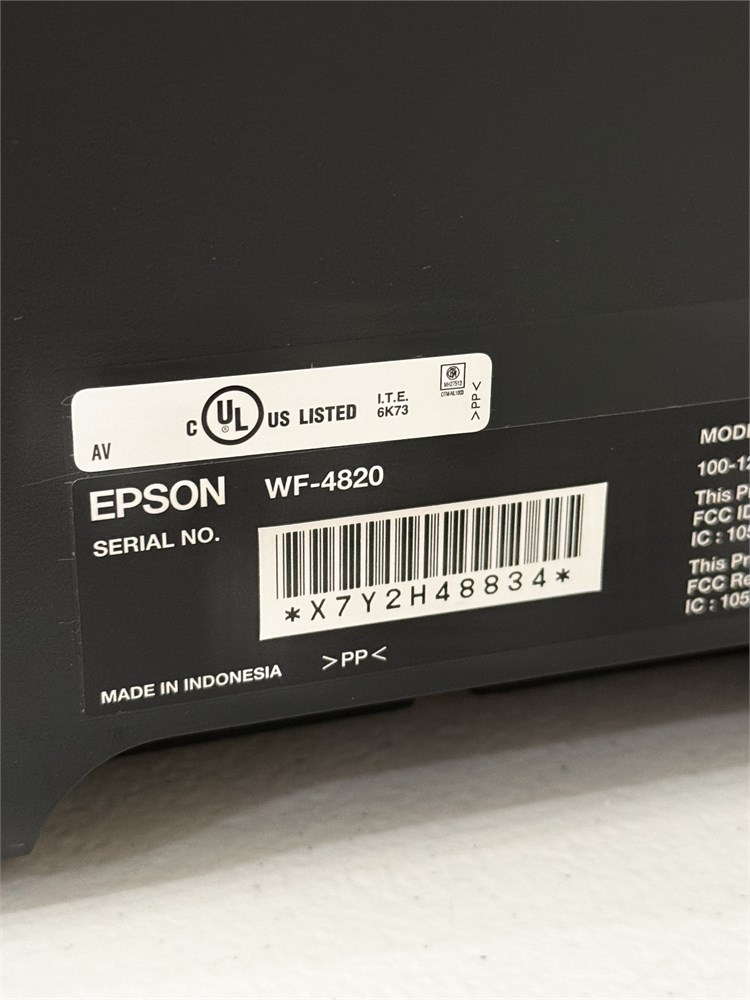 AV
C UL ® US LISTED
I.T.E.
6K73
>PP<
EPSON WF-4820
SERIAL NO.
*X7Y2H48834*
MADE IN INDONESIA
>PP<
100-12
This P
FCC ID
IC : 105
This Pr
FCC Re
IC : 105